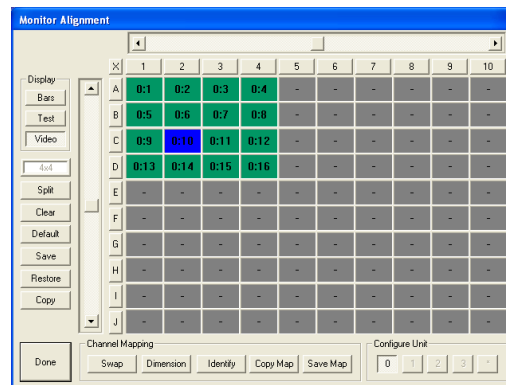 Monitor Alignment
X 1 2 3 4 5 6 7 8 9 10
Display
Bars
Test
Video
4x4
Split
Clear
Default
Save
Restore
Copy
A 0:1 0:2 0:3 0:4 - - - - - -
B 0:5 0:6 0:7 0:8 - - - - - -
C 0:9 0:10 0:11 0:12 - - - - - -
D 0:13 0:14 0:15 0:16 - - - - - -
E - - - - - - - - - -
F - - - - - - - - - -
G - - - - - - - - - -
H - - - - - - - - - -
I - - - - - - - - - -
J - - - - - - - - - -
Done
Channel Mapping
Swap Dimension Identify Copy Map Save Map
Configure Unit
0 1 2 3 *